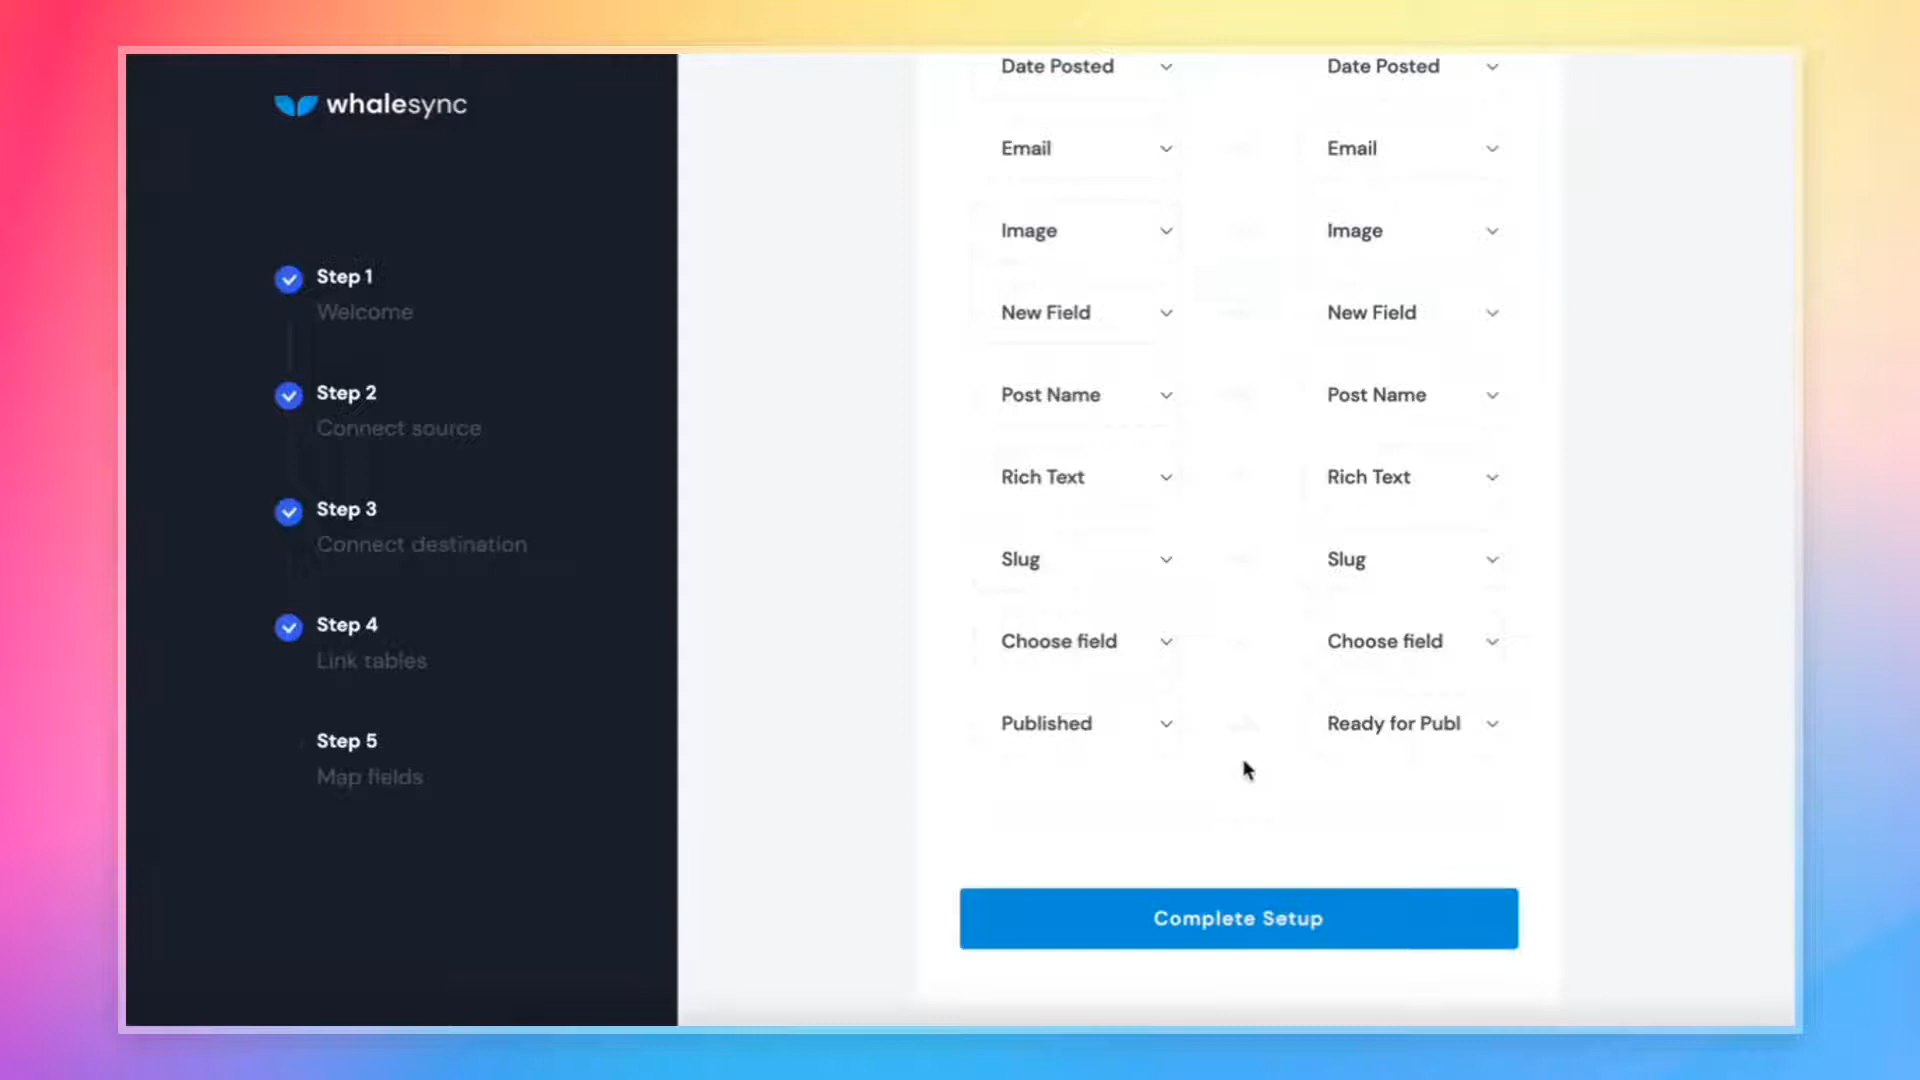 whalesync
Step 1
Welcome
Step 2
Connect source
Step 3
Connect destination
Step 4
Link tables
Step 5
Map fields
Date Posted Date Posted
Email Email
Image Image
New Field New Field
Post Name Post Name
Rich Text Rich Text
Slug Slug
Choose field Choose field
Published Ready for Publ
Complete Setup